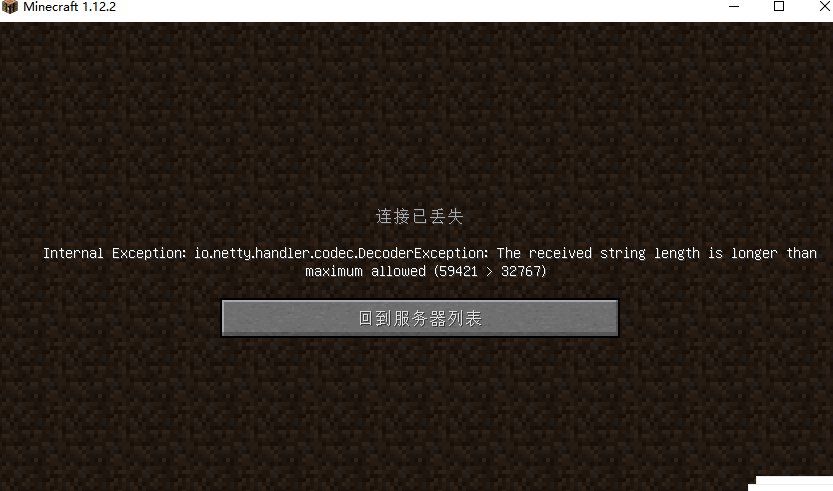 Minecraft 1.12.2
连接已丢失
Internal Exception: io.netty.handler.codec.DecoderException: The received string length is longer than
maximum allowed (59421 > 32767)
回到服务器列表